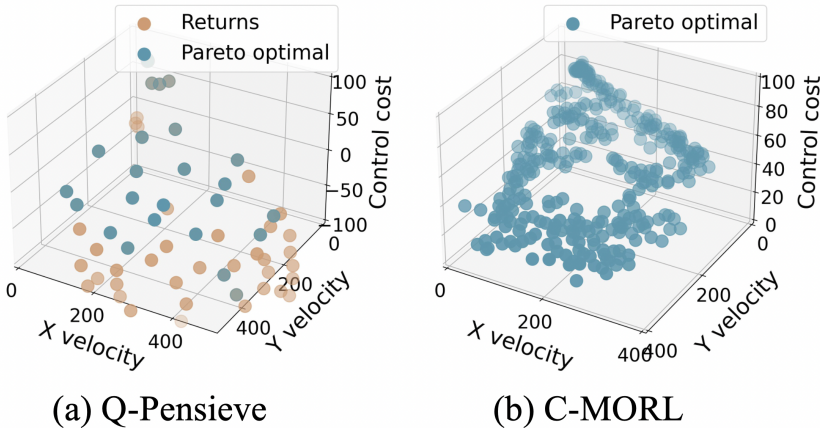 Returns
Pareto optimal
100
50
0
−50
−100
Control cost
0
200
400
X velocity
0
200
400
Y velocity
(a) Q-Pensieve
Pareto optimal
100
80
60
40
20
0
Control cost
0
200
400
X velocity
0
200
400
Y velocity
(b) C-MORL